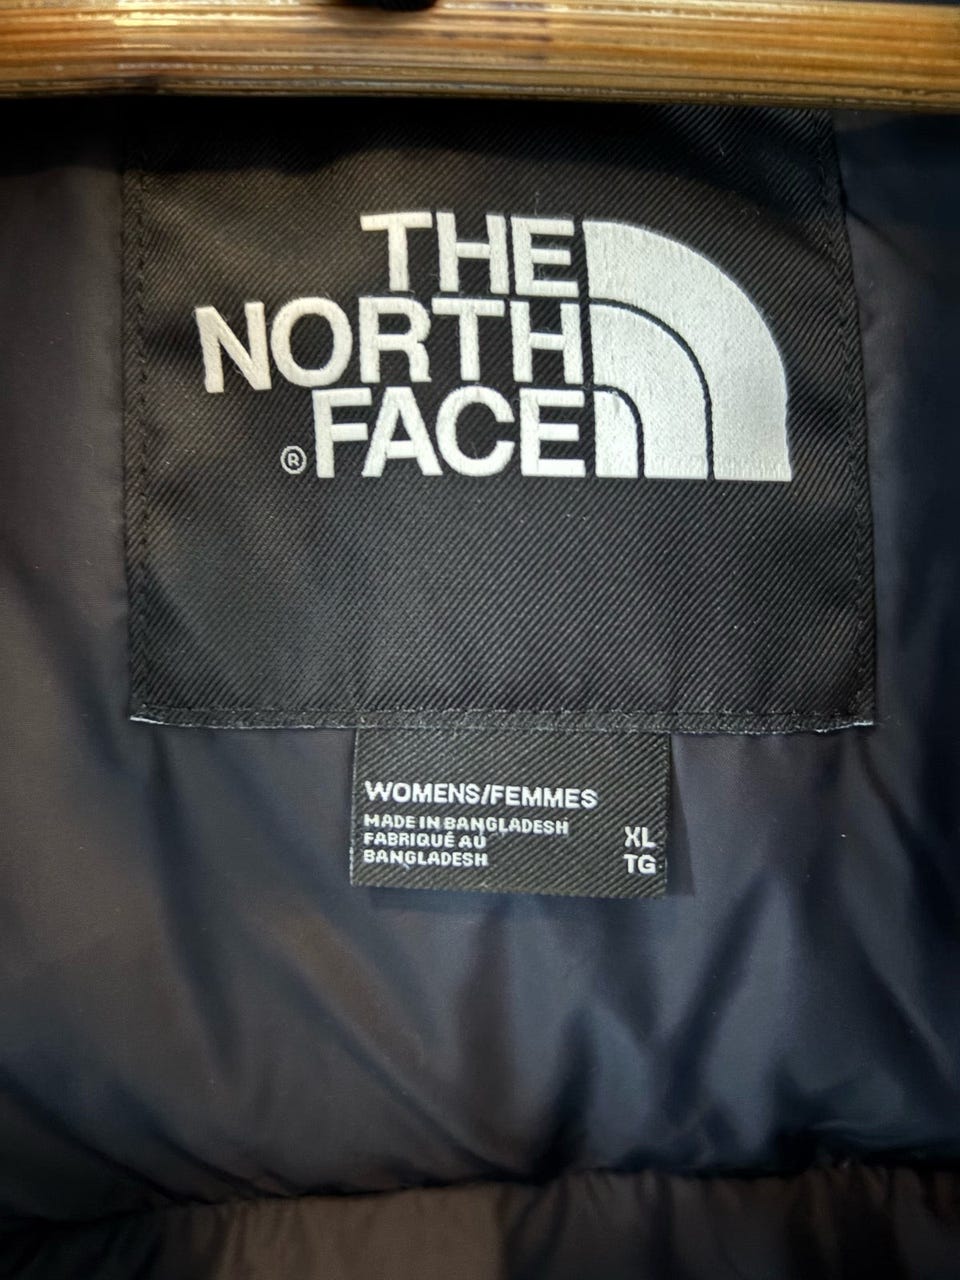 THE
NORTH
® FACE
WOMENS/FEMMES
MADE IN BANGLADESH
FABRIQUÉ AU
BANGLADESH
XL
TG